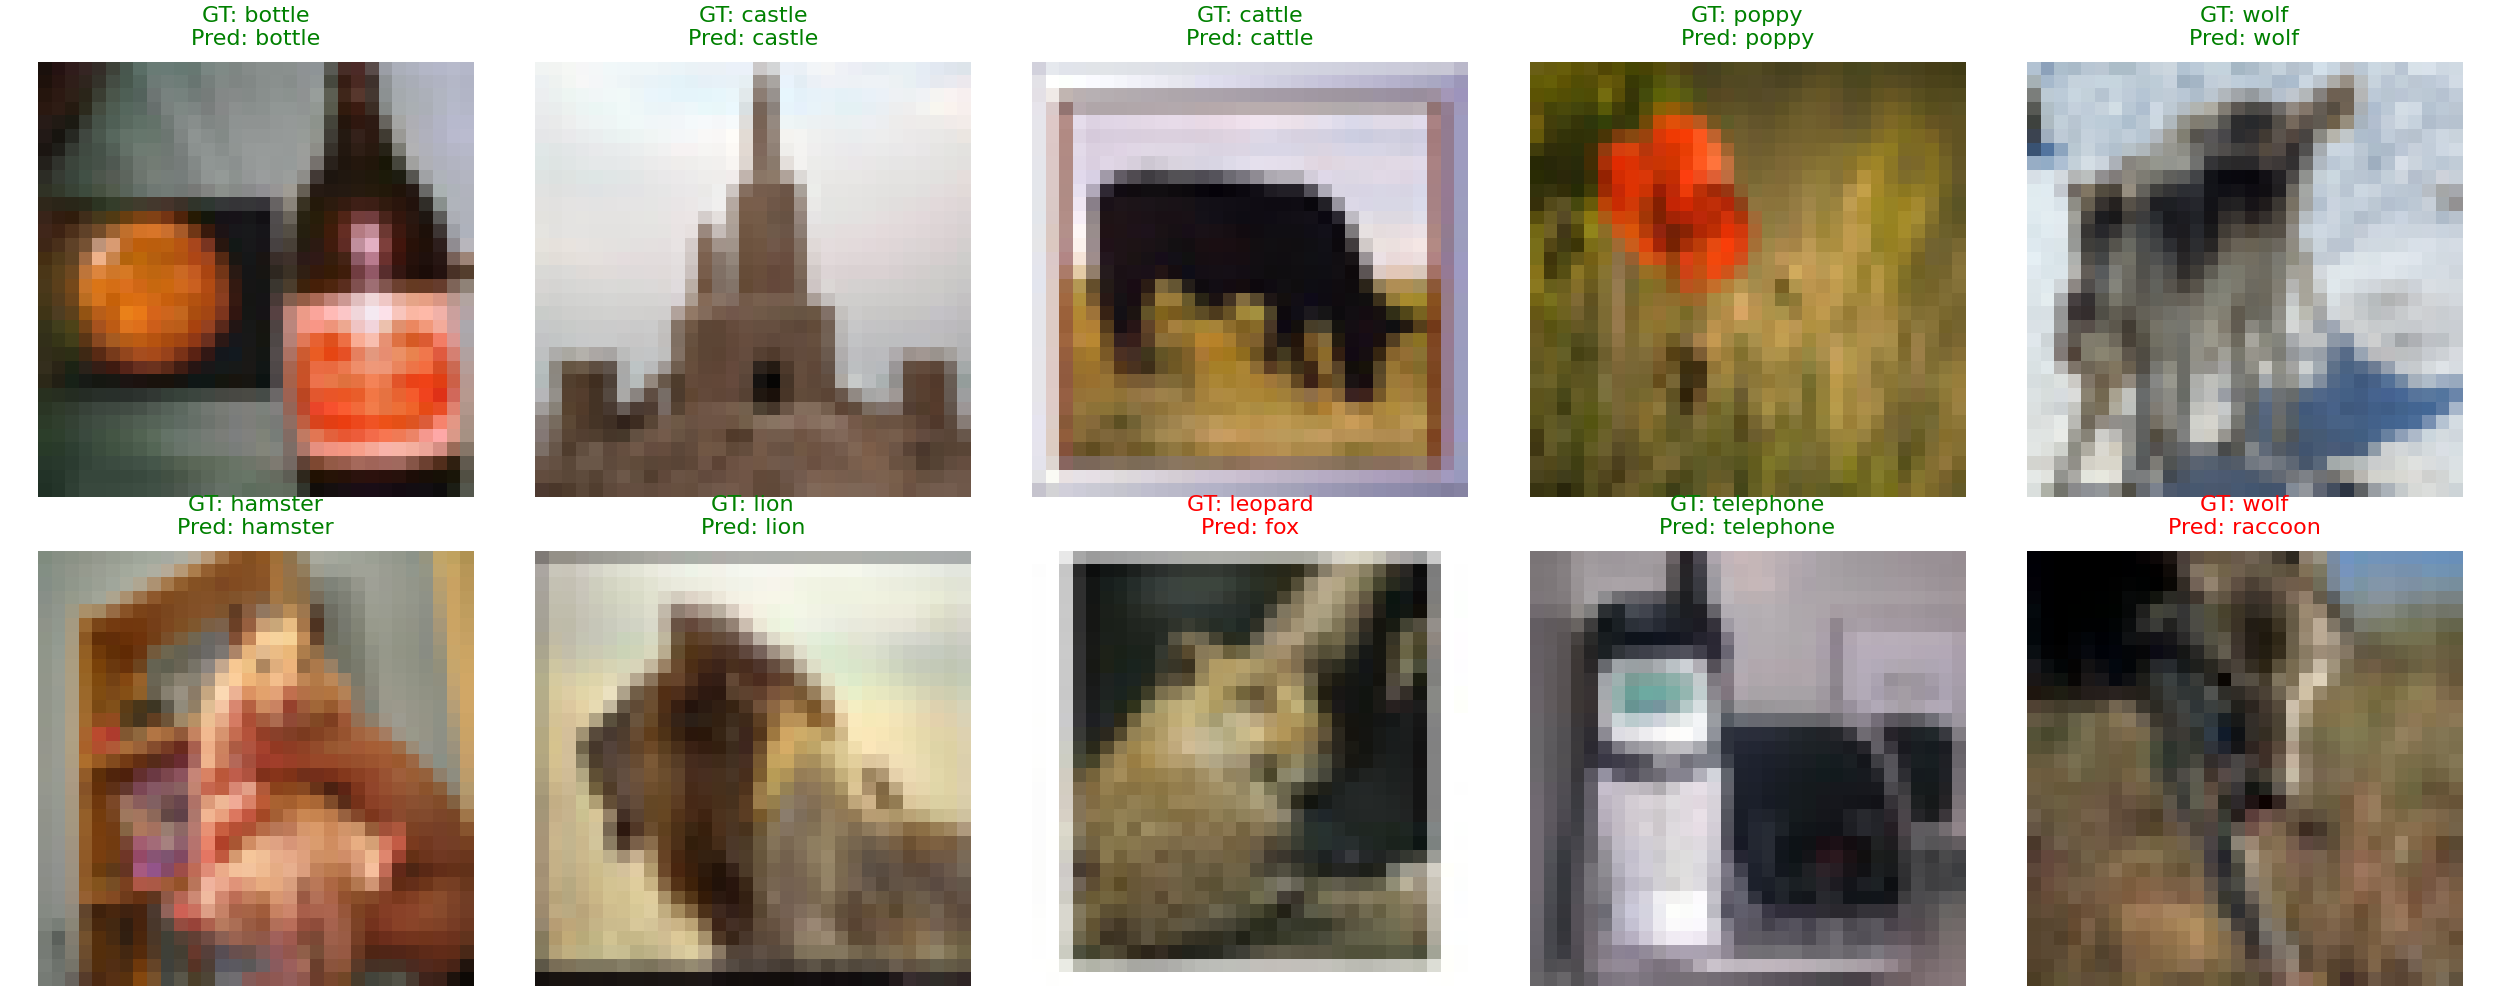 GT: bottle
Pred: bottle
GT: castle
Pred: castle
GT: cattle
Pred: cattle
GT: poppy
Pred: poppy
GT: wolf
Pred: wolf
GT: hamster
Pred: hamster
GT: lion
Pred: lion
GT: leopard
Pred: fox
GT: telephone
Pred: telephone
GT: wolf
Pred: raccoon